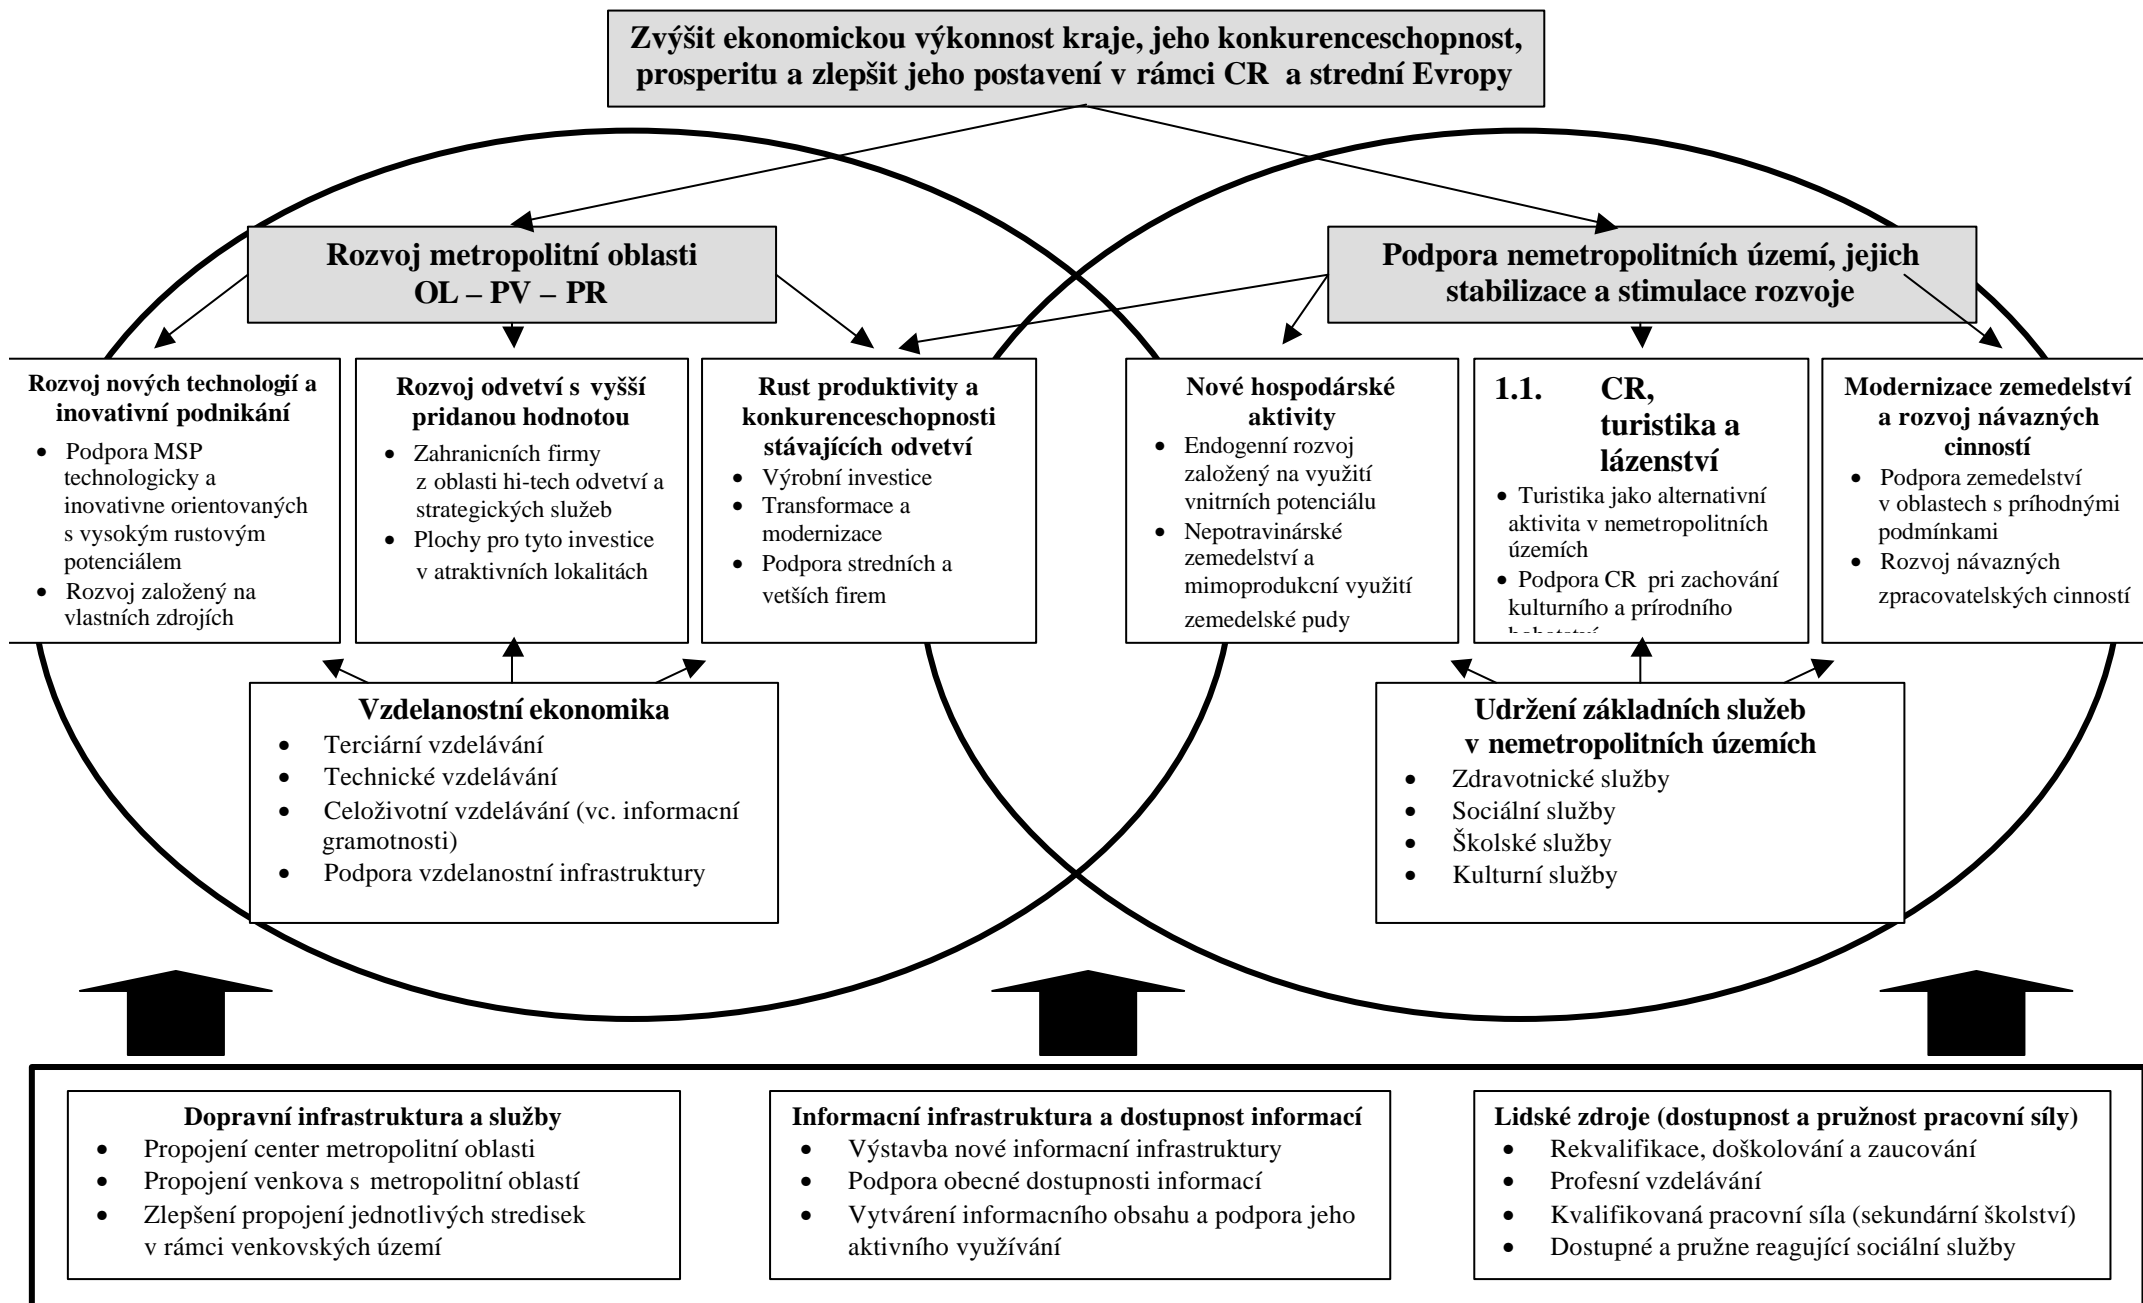 Zvýšit ekonomickou výkonnost kraje, jeho konkurenceschopnost,
prosperitu a zlepšit jeho postavení v rámci CR a strední Evropy
Rozvoj metropolitní oblasti
OL – PV – PR
Podpora nemetropolitních území, jejich
stabilizace a stimulace rozvoje
Rozvoj nových technologií a
inovativní podnikání
• Podpora MSP
technologicky a
inovativne orientovaných
s vysokým rustovým
potenciálem
• Rozvoj založený na
vlastních zdrojích
Rozvoj odvetví s vyšší
pridanou hodnotou
• Zahranicních firmy
z oblasti hi-tech odvetví a
strategických služeb
• Plochy pro tyto investice
v atraktivních lokalitách
Rust produktivity a
konkurenceschopnosti
stávajících odvetví
• Výrobní investice
• Transformace a
modernizace
• Podpora stredních a
vetších firem
Nové hospodárské
aktivity
• Endogenní rozvoj
založený na využití
vnitrních potenciálu
• Nepotravinárské
zemedelství a
mimoprodukcní využití
zemedelské pudy
1.1. CR,
turistika a
lázenství
• Turistika jako alternativní
aktivita v nemetropolitních
územích
• Podpora CR pri zachování
kulturního a prírodního
Modernizace zemedelství
a rozvoj návazných
cinností
• Podpora zemedelství
v oblastech s príhodnými
podmínkami
• Rozvoj návazných
zpracovatelských cinností
Vzdelanostní ekonomika
• Terciární vzdelávání
• Technické vzdelávání
• Celoživotní vzdelávání (vc. informacní
gramotnosti)
• Podpora vzdelanostní infrastruktury
Udržení základních služeb
v nemetropolitních územích
• Zdravotnické služby
• Sociální služby
• Školské služby
• Kulturní služby
Dopravní infrastruktura a služby
• Propojení center metropolitní oblasti
• Propojení venkova s metropolitní oblastí
• Zlepšení propojení jednotlivých stredisek
v rámci venkovských území
Informacní infrastruktura a dostupnost informací
• Výstavba nové informacní infrastruktury
• Podpora obecné dostupnosti informací
• Vytvárení informacního obsahu a podpora jeho
aktivního využívání
Lidské zdroje (dostupnost a pružnost pracovní síly)
• Rekvalifikace, doškolování a zaucování
• Profesní vzdelávání
• Kvalifikovaná pracovní síla (sekundární školství)
• Dostupné a pružne reagující sociální služby